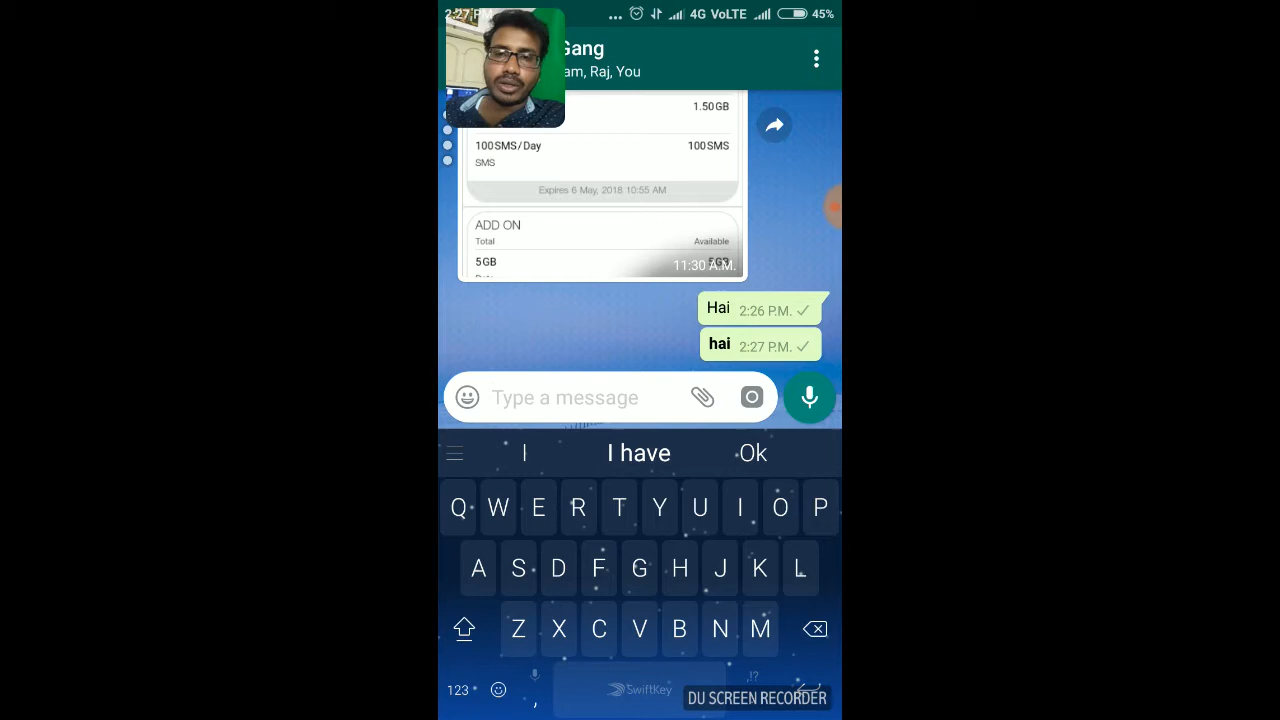 2:27 P.M.
... 4G VoLTE 45%
Gang
am, Raj, You
1.50GB
100SMS/Day 100SMS
SMS
Expires 6 May, 2018 10:55 AM
ADD ON
Total Available
5GB 5GB
11:30 A.M.
Hai 2:26 P.M.
hai 2:27 P.M.
Type a message
I I have Ok
Q W E R T Y U I O P
A S D F G H J K L
Z X C V B N M
,!?
123 , SwiftKey
DU SCREEN RECORDER